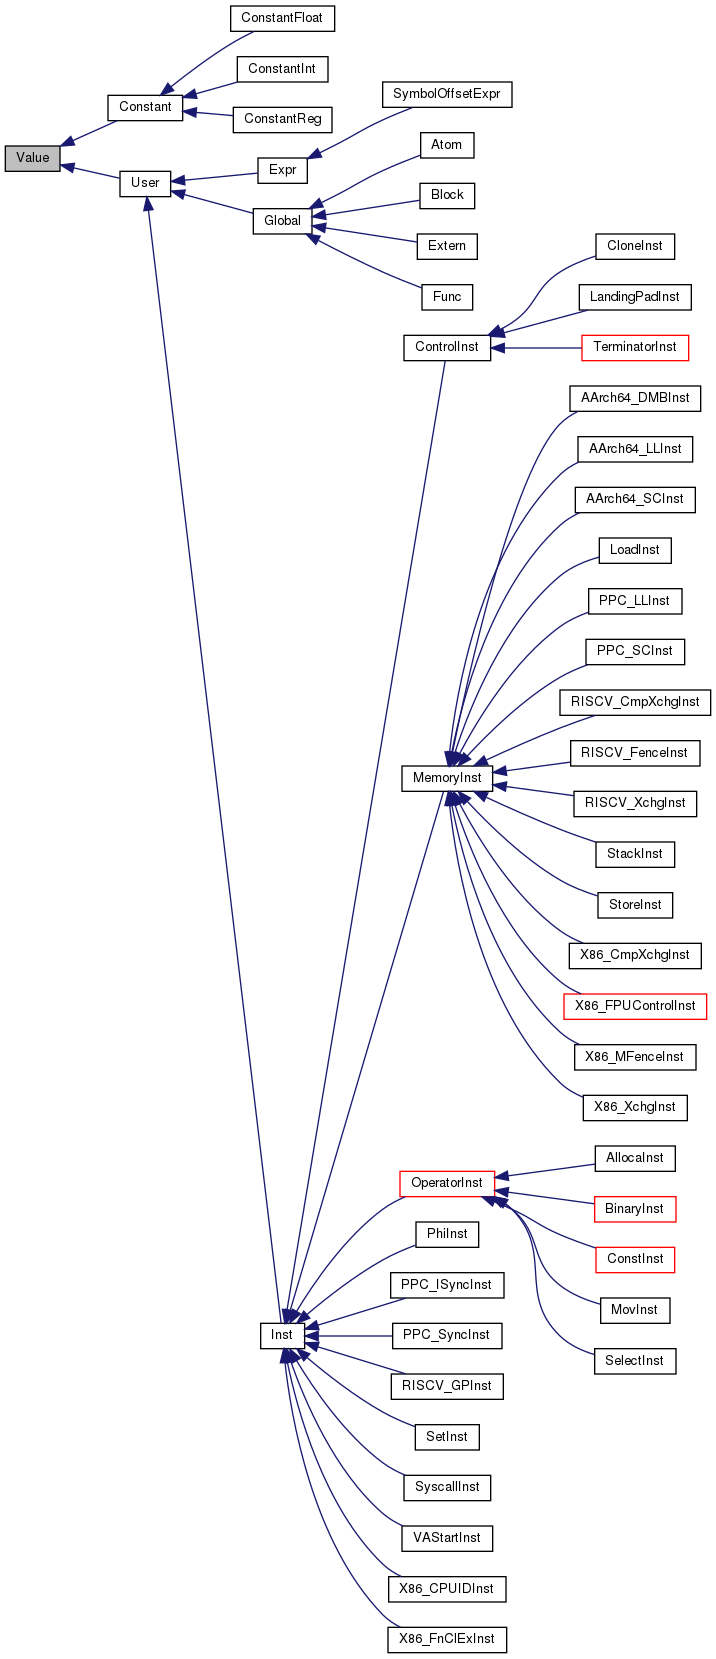 ConstantFloat
ConstantInt
Constant
ConstantReg
Value
User
SymbolOffsetExpr
Expr
Atom
Block
Global
Extern
Func
CloneInst
LandingPadInst
ControlInst
TerminatorInst
AArch64_DMBInst
AArch64_LLInst
AArch64_SCInst
LoadInst
PPC_LLInst
PPC_SCInst
RISCV_CmpXchgInst
RISCV_FenceInst
MemoryInst
RISCV_XchgInst
StackInst
StoreInst
X86_CmpXchgInst
X86_FPUControlInst
X86_MFenceInst
X86_XchgInst
AllocaInst
OperatorInst
BinaryInst
PhiInst
ConstInst
PPC_ISyncInst
MovInst
Inst
PPC_SyncInst
SelectInst
RISCV_GPInst
SetInst
SyscallInst
VAStartInst
X86_CPUIDInst
X86_FnClExInst